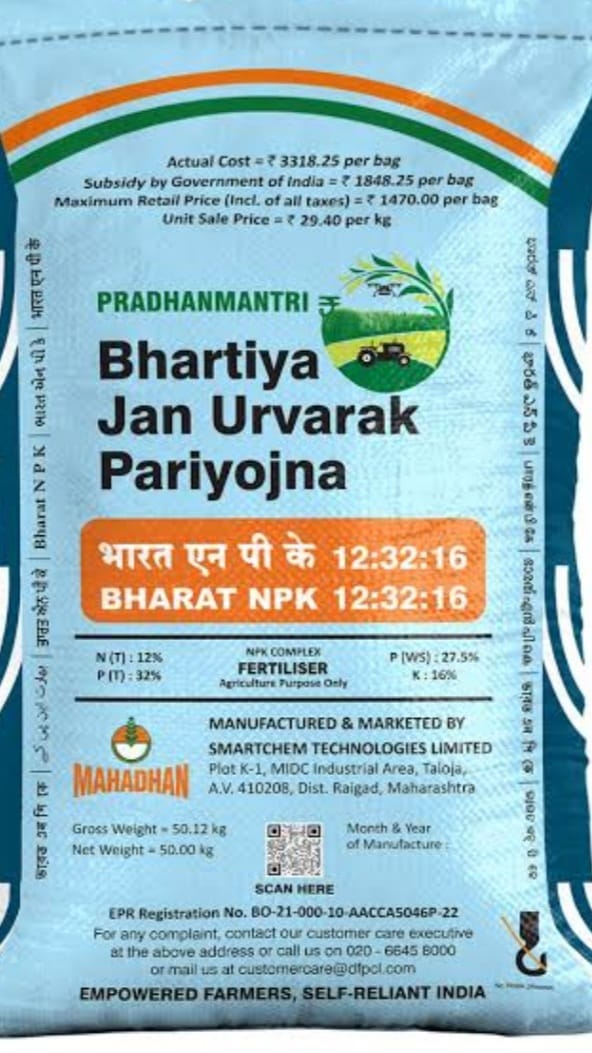 Actual Cost = ₹ 3318.25 per bag
Subsidy by Government of India = ₹ 1848.25 per bag
Maximum Retail Price (Incl. of all taxes) = ₹ 1470.00 per bag
Unit Sale Price = ₹ 29.40 per kg
PRADHANMANTRI
Bhartiya
Jan Urvarak
Pariyojna
भारत एन पी के 12:32:16
BHARAT NPK 12:32:16
N (T) : 12%
P (T) : 32%
NPK COMPLEX
FERTILISER
Agriculture Purpose Only
P (WS) : 27.5%
K : 16%
MAHADHAN
MANUFACTURED & MARKETED BY
SMARTCHEM TECHNOLOGIES LIMITED
Plot K-1, MIDC Industrial Area, Taloja,
A.V. 410208, Dist. Raigad, Maharashtra
Gross Weight = 50.12 kg
Net Weight = 50.00 kg
SCAN HERE
Month & Year
of Manufacture :
EPR Registration No. BO-21-000-10-AACCA5046P-22
For any complaint, contact our customer care executive
at the above address or call us on 020 - 6645 8000
or mail us at customercare@dfpcl.com
EMPOWERED FARMERS, SELF-RELIANT INDIA
Bharat N P K | भारत एन पी के | भारत एन पी के